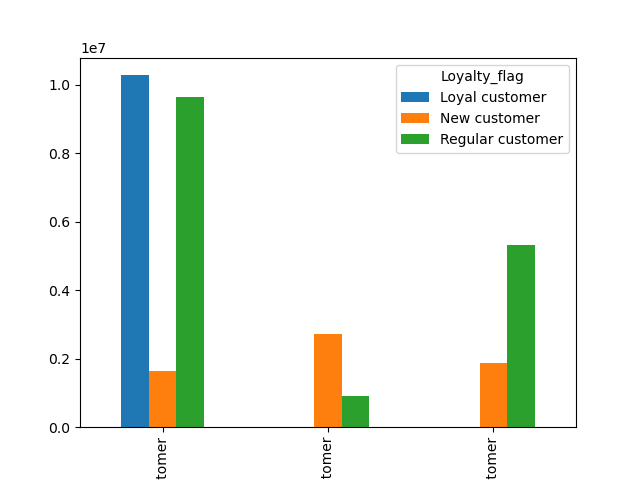 1e7
1.0
0.8
0.6
0.4
0.2
0.0
Loyalty_flag
Loyal customer
New customer
Regular customer
tomer
tomer
tomer